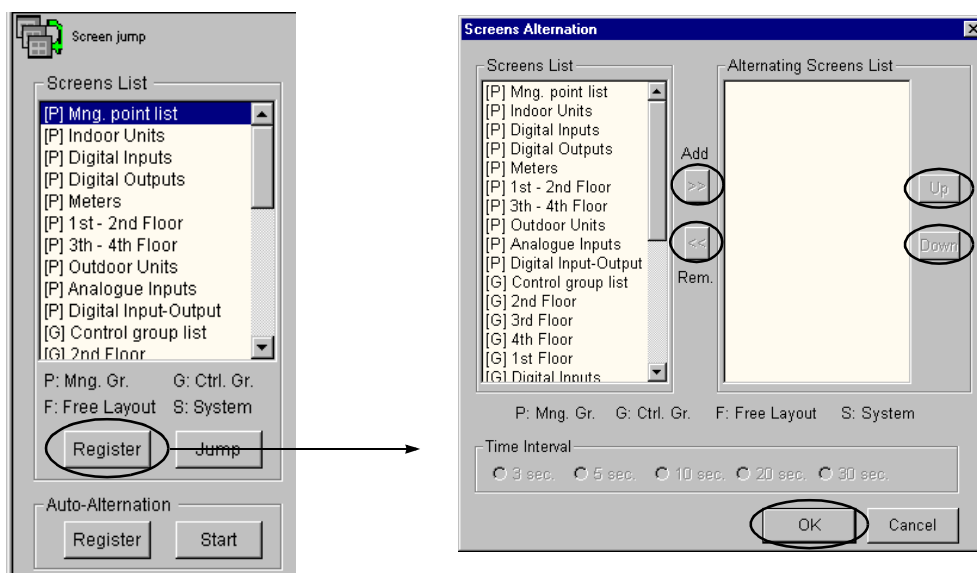 Screen jump
Screens List
[P] Mng. point list
[P] Indoor Units
[P] Digital Inputs
[P] Digital Outputs
[P] Meters
[P] 1st - 2nd Floor
[P] 3th - 4th Floor
[P] Outdoor Units
[P] Analogue Inputs
[P] Digital Input-Output
[G] Control group list
[G] 2nd Floor
P: Mng. Gr. G: Ctrl. Gr.
F: Free Layout S: System
Register Jump
Auto-Alternation
Register Start
Screens Alternation
Screens List
[P] Mng. point list
[P] Indoor Units
[P] Digital Inputs
[P] Digital Outputs
[P] Meters
[P] 1st - 2nd Floor
[P] 3th - 4th Floor
[P] Outdoor Units
[P] Analogue Inputs
[P] Digital Input-Output
[G] Control group list
[G] 2nd Floor
[G] 3rd Floor
[G] 4th Floor
[G] 1st Floor
[G] Digital Inputs
Add
>>
<<
Rem.
Alternating Screens List
Up
Down
P: Mng. Gr. G: Ctrl. Gr. F: Free Layout S: System
Time Interval
3 sec. 5 sec. 10 sec. 20 sec. 30 sec.
OK Cancel